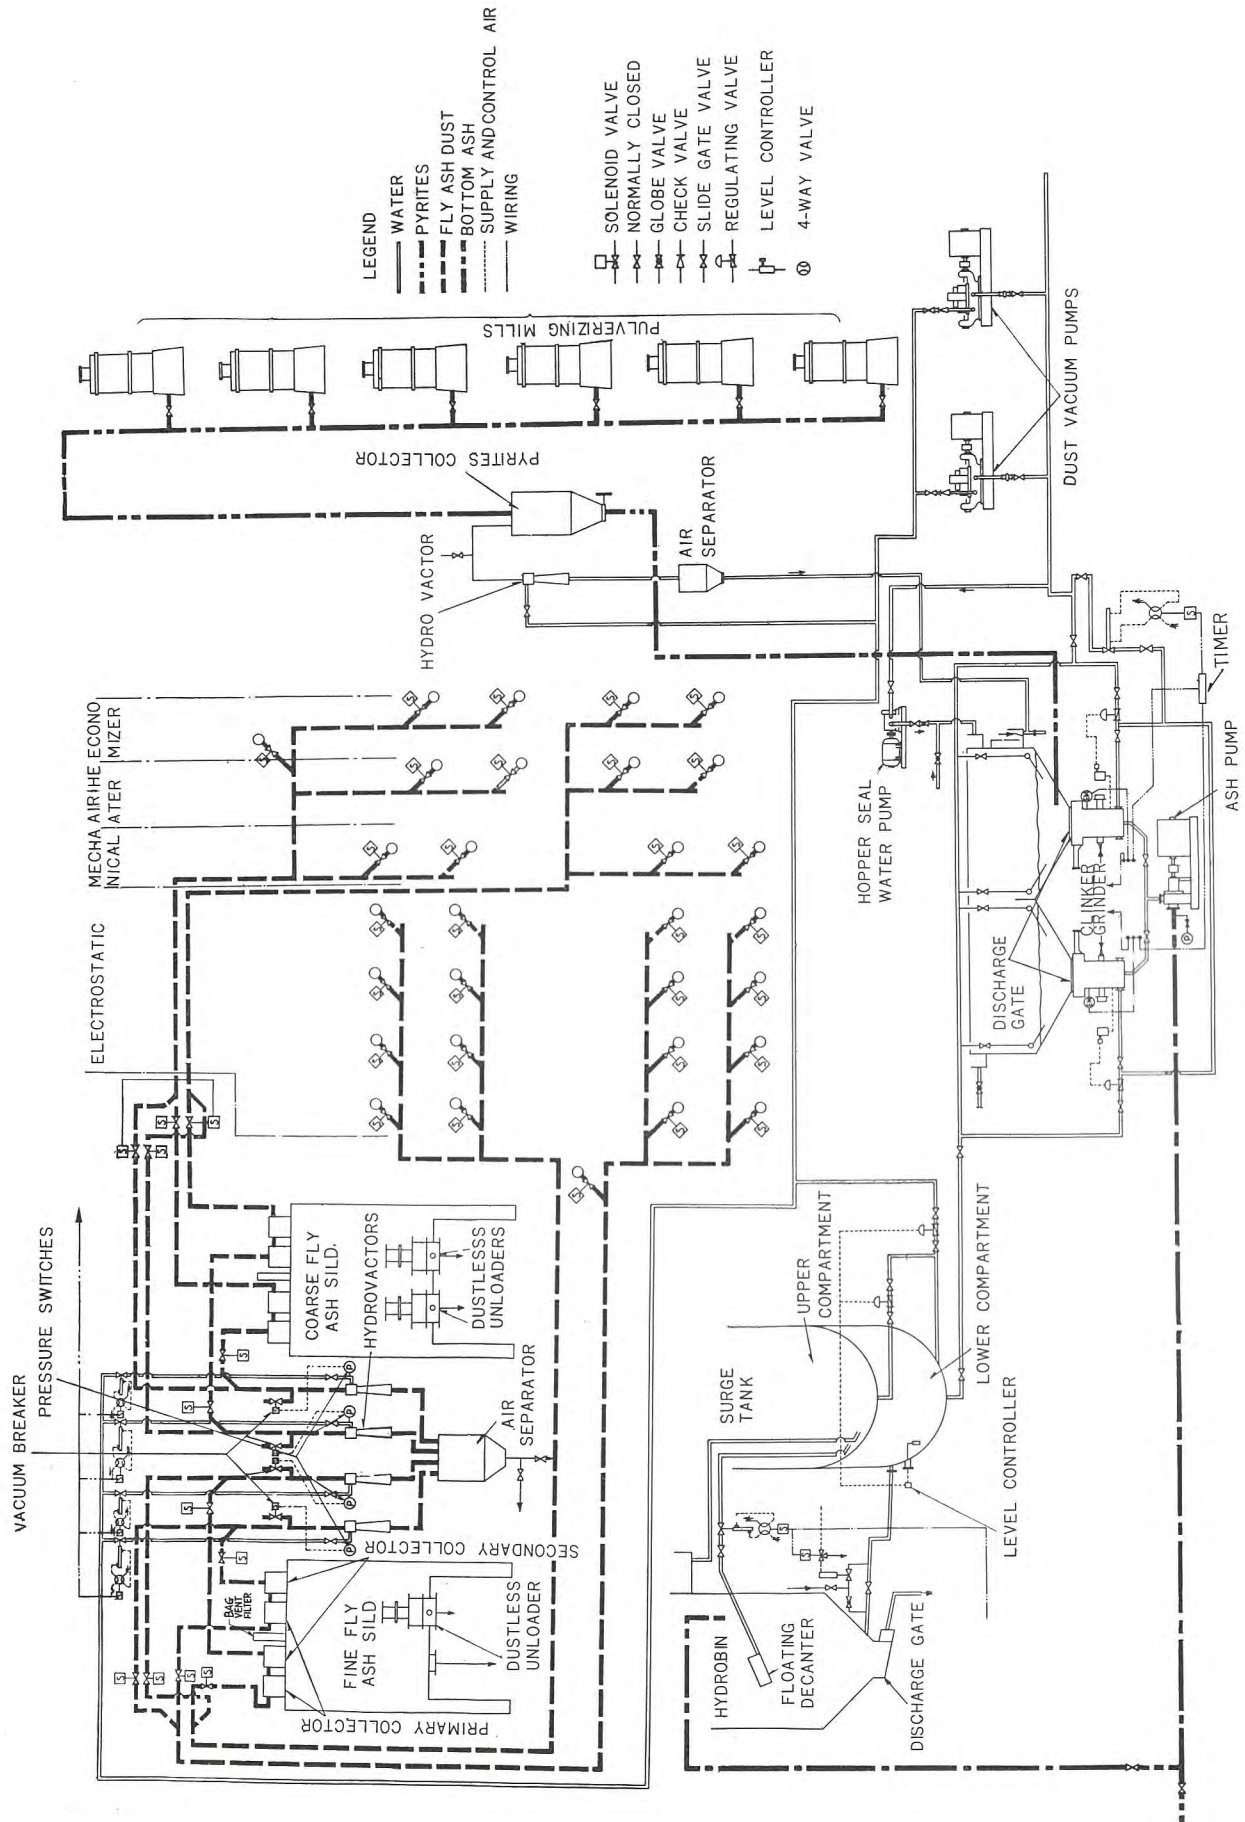 VACUUM BREAKER
PRESSURE SWITCHES
ELECTROSTATIC
MECHA AIR!HE ECONO
NICAL ATER MIZER
LEGEND
WATER
PYRITES
FLY ASH DUST
BOTTOM ASH
SUPPLY AND CONTROL AIR
WIRING
SOLENOID VALVE
NORMALLY CLOSED
GLOBE VALVE
CHECK VALVE
SLIDE GATE VALVE
REGULATING VALVE
LEVEL CONTROLLER
4-WAY VALVE
PULVERIZING MILLS
PYRITES COLLECTOR
HYDRO VACTOR
AIR
SEPARATOR
DUST VACUUM PUMPS
BAG
VENT
FILTER
FINE FLY
ASH SILD
PRIMARY COLLECTOR
SECONDARY COLLECTOR
DUSTLESS
UNLOADER
COARSE FLY
ASH SILD.
DUSTLESSS
UNLOADERS
HYDROVACTORS
AIR
SEPARATOR
HOPPER SEAL
WATER PUMP
DISCHARGE
GATE
CLINKER
GRINDER
TIMER
ASH PUMP
SURGE
TANK
UPPER
COMPARTMENT
LOWER COMPARTMENT
LEVEL CONTROLLER
HYDROBIN
FLOATING
DECANTER
DISCHARGE GATE